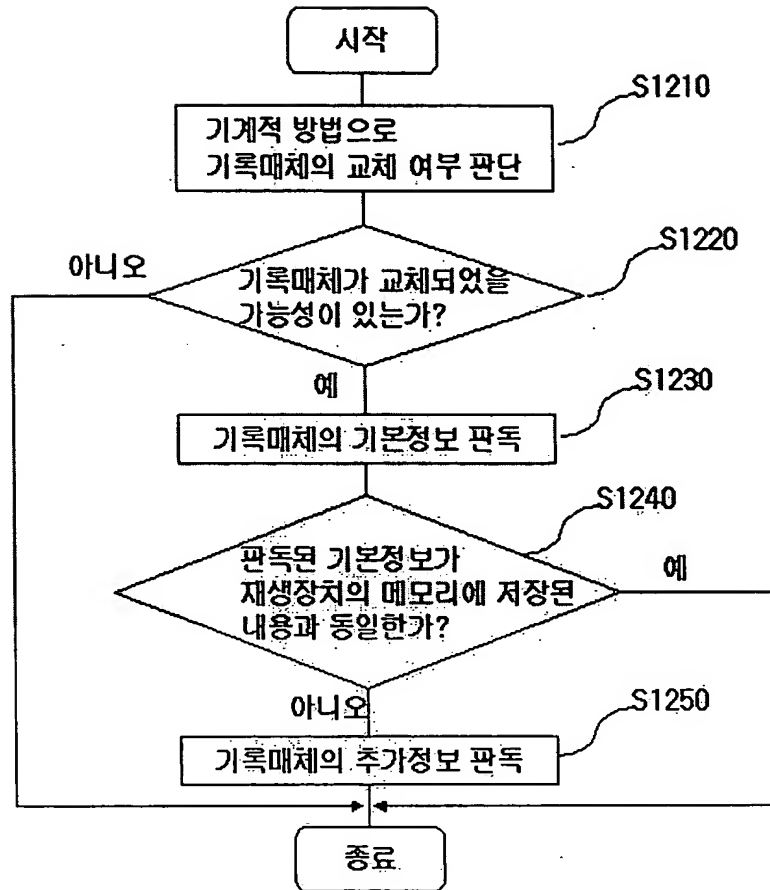 시작
S1210
기계적 방법으로
기록매체의 교체 여부 판단
S1220
아니오
기록매체가 교체되었을
가능성이 있는가?
예
S1230
기록매체의 기본정보 판독
S1240
판독된 기본정보가
재생장치의 메모리에 저장된
내용과 동일한가?
예
아니오
S1250
기록매체의 추가정보 판독
종료